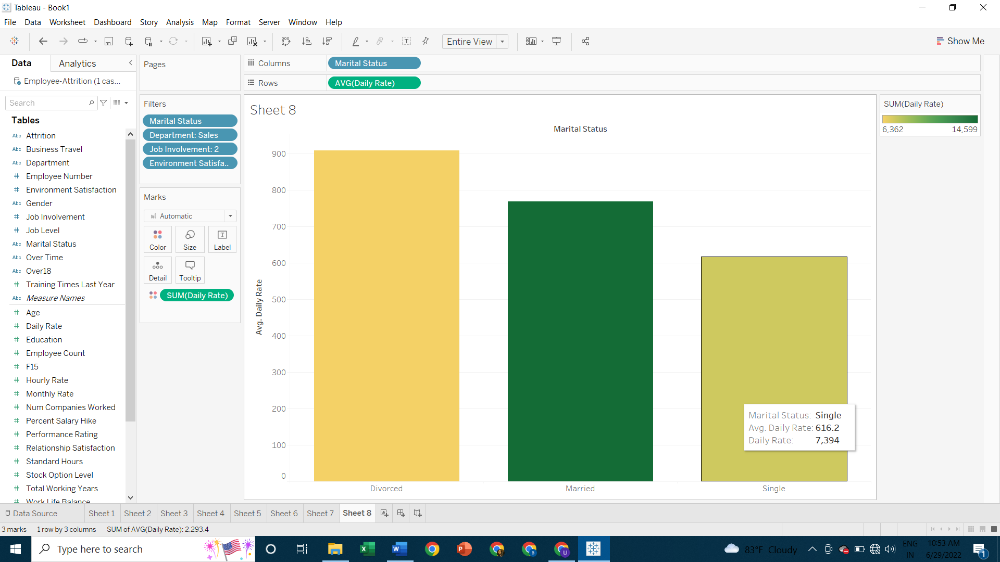 Tableau - Book1
File Data Worksheet Dashboard Story Analysis Map Format Server Window Help
Entire View
Show Me
Data Analytics
Employee-Attrition (1 cas...
Search
Tables
Abc Attrition
Abc Business Travel
Abc Department
# Employee Number
# Environment Satisfaction
Abc Gender
# Job Involvement
# Job Level
Abc Marital Status
Abc Over Time
Abc Over18
# Training Times Last Year
Abc Measure Names
# Age
# Daily Rate
# Education
# Employee Count
# F15
# Hourly Rate
# Monthly Rate
# Num Companies Worked
# Percent Salary Hike
# Performance Rating
# Relationship Satisfaction
# Standard Hours
# Stock Option Level
# Total Working Years
Work Life Balance
Pages
Filters
Marital Status
Department: Sales
Job Involvement: 2
Environment Satisfa..
Marks
Automatic
Color Size Label
Detail Tooltip
SUM(Daily Rate)
Columns Marital Status
Rows AVG(Daily Rate)
Sheet 8
Marital Status
Avg. Daily Rate
900
800
700
600
500
400
300
200
100
0
Divorced Married Single
Marital Status: Single
Avg. Daily Rate: 616.2
Daily Rate: 7,394
SUM(Daily Rate)
6,362 14,599
Data Source Sheet 1 Sheet 2 Sheet 3 Sheet 4 Sheet 5 Sheet 6 Sheet 7 Sheet 8
3 marks 1 row by 3 columns SUM of AVG(Daily Rate): 2,293.4
Type here to search
83°F Cloudy
ENG
IN
10:53 AM
6/29/2022
1